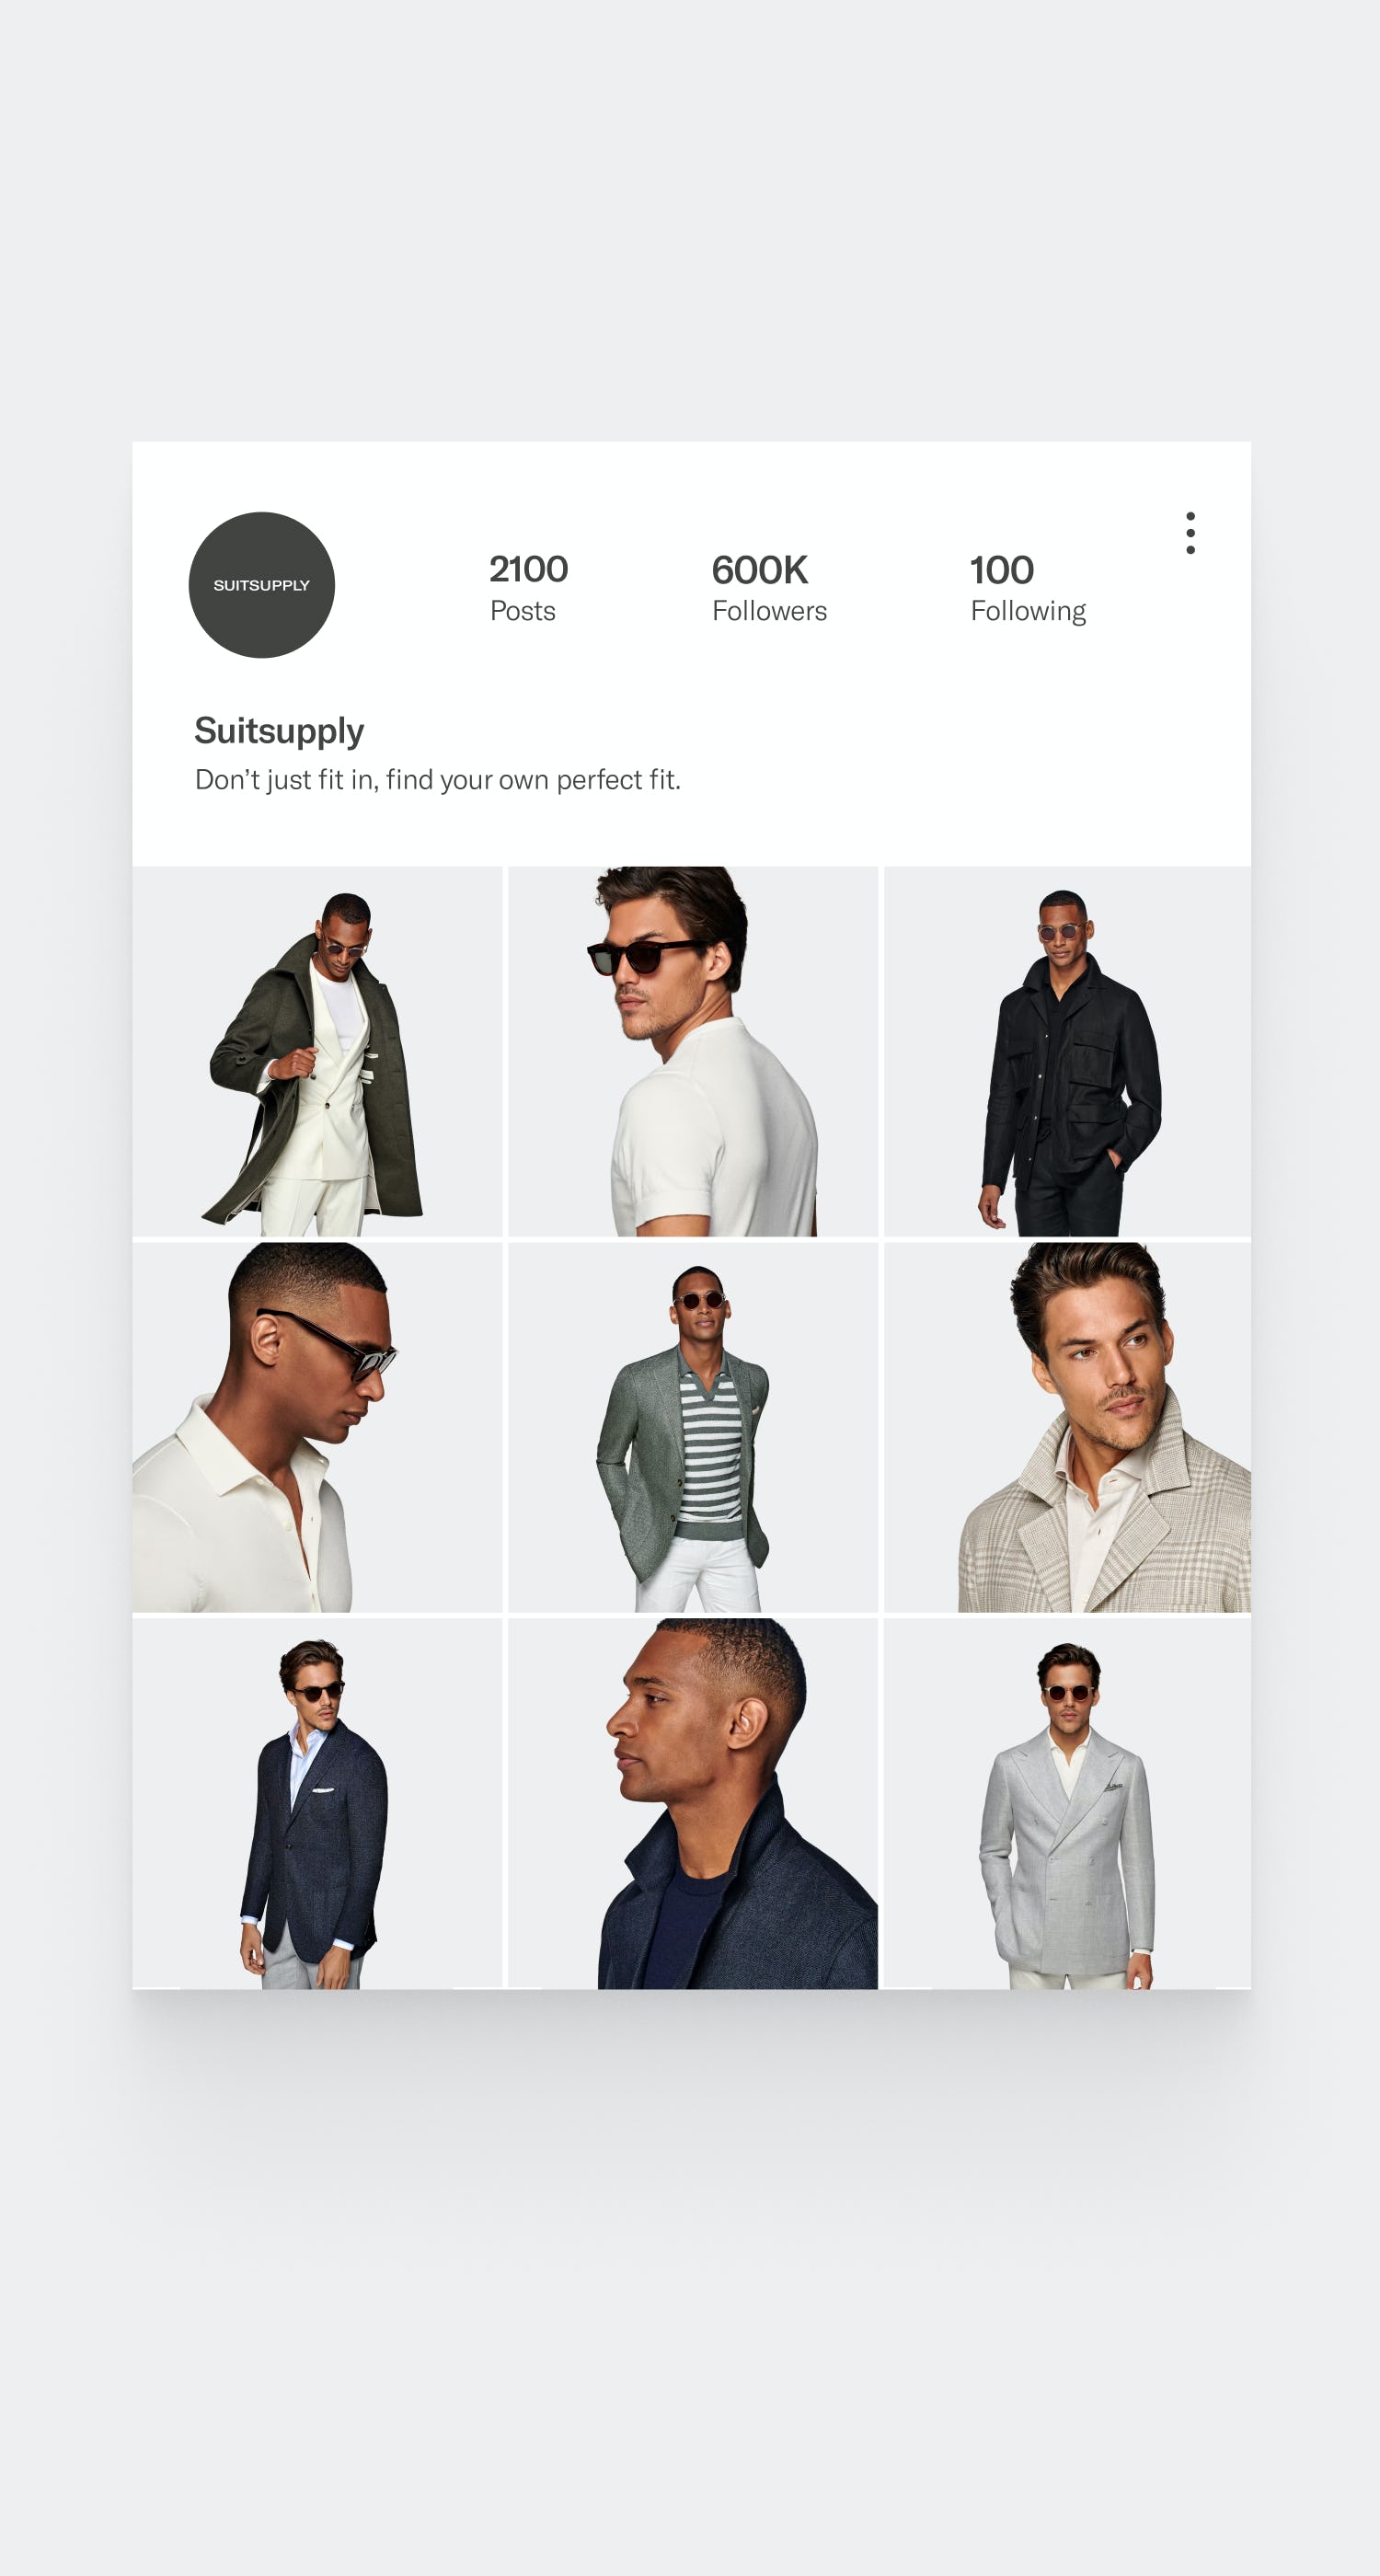 SUITSUPPLY
2100
Posts
600K
Followers
100
Following
Suitsupply
Don’t just fit in, find your own perfect fit.